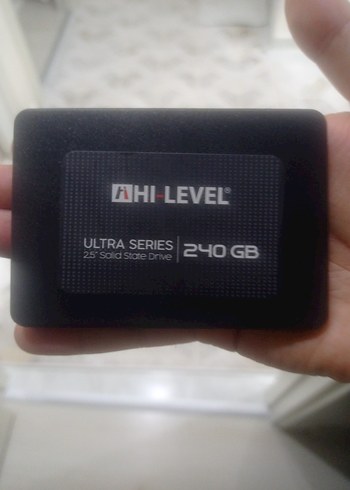 HI-LEVEL®
ULTRA SERIES
2.5" Solid State Drive
240 GB